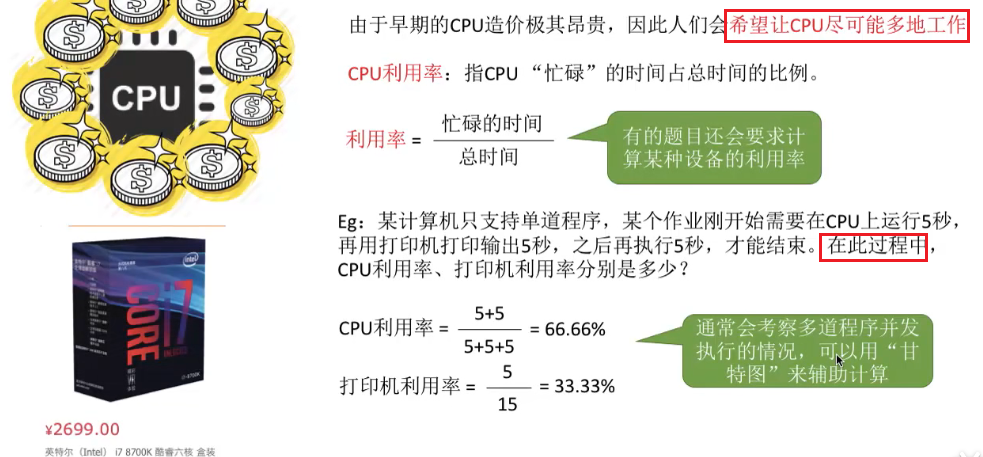 由于早期的CPU造价极其昂贵，因此人们会希望让CPU尽可能多地工作
CPU
CPU利用率：指CPU “忙碌”的时间占总时间的比例。
利用率 = 忙碌的时间
总时间
有的题目还会要求计
算某种设备的利用率
Eg：某计算机只支持单道程序，某个作业刚开始需要在CPU上运行5秒，
再用打印机打印输出5秒，之后再执行5秒，才能结束。在此过程中，
CPU利用率、打印机利用率分别是多少？
intel
CORE
i7
CPU利用率 = 5+5
5+5+5
= 66.66%
打印机利用率 = 5
15
= 33.33%
通常会考察多道程序并发
执行的情况，可以用“甘
特图”来辅助计算
¥2699.00
英特尔（Intel） i7 8700K 酷睿六核 盒装